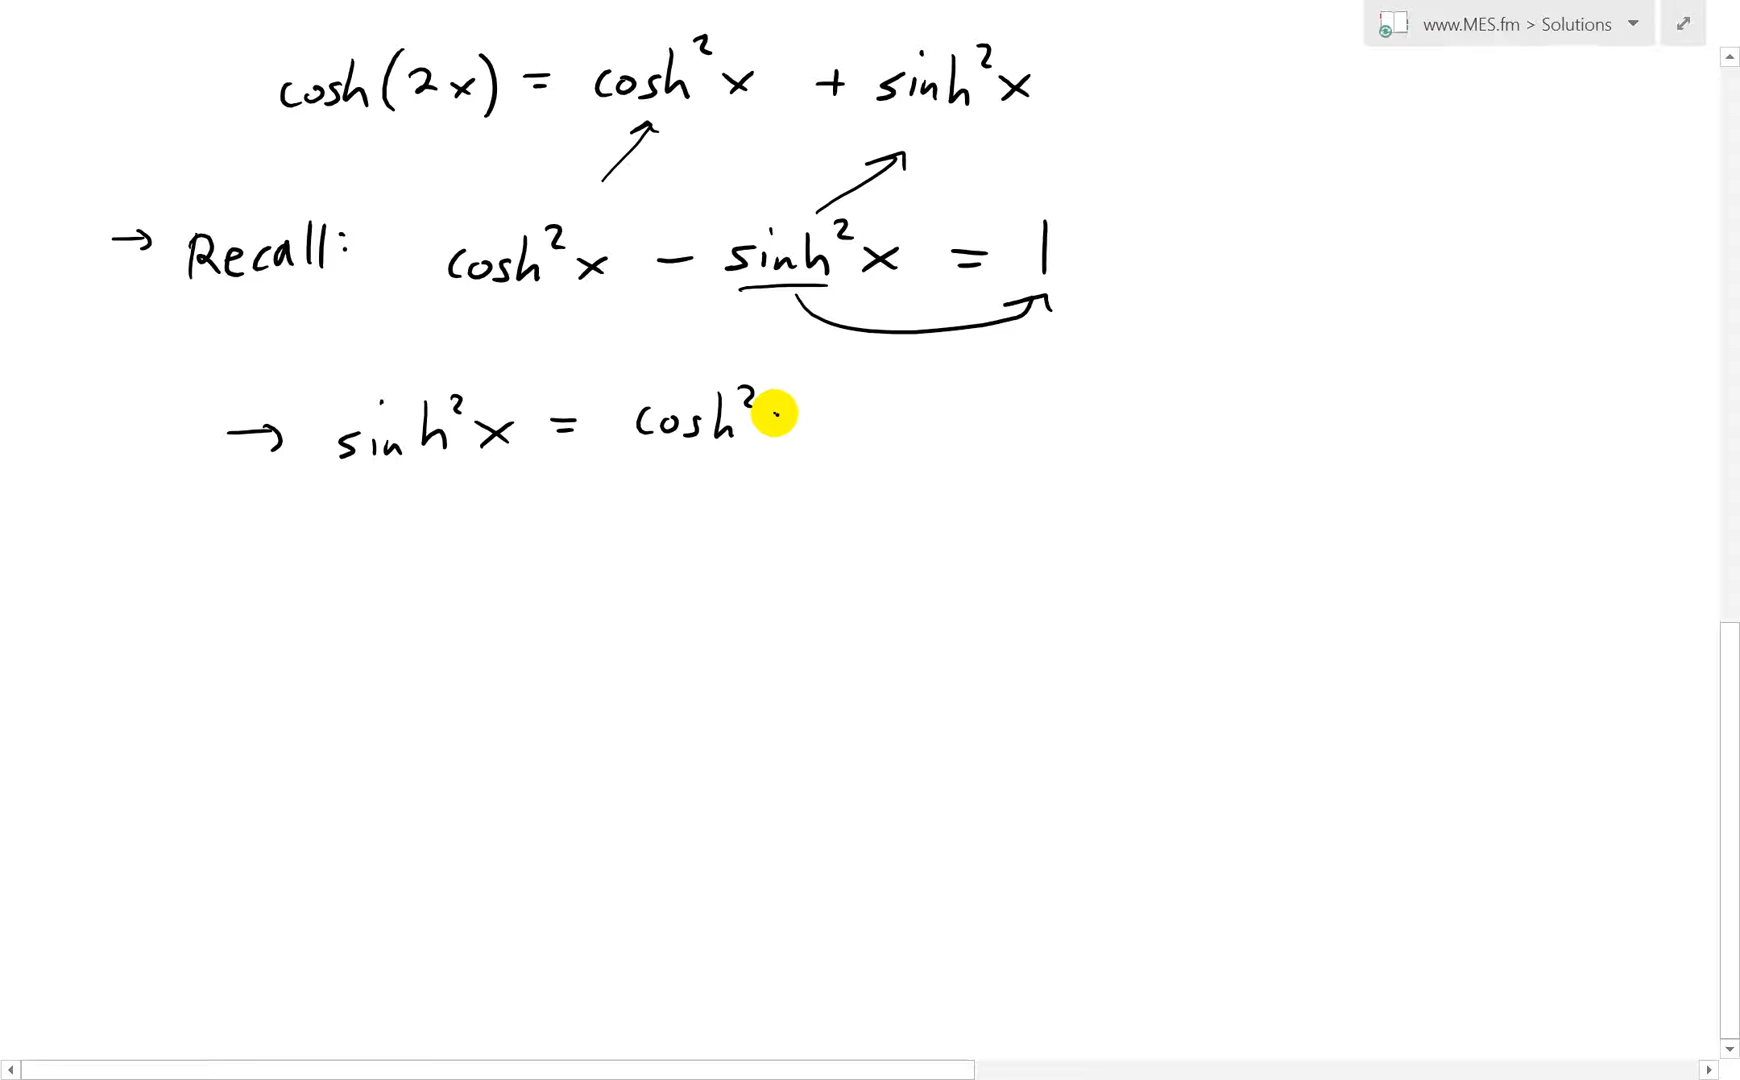 www.MES.fm > Solutions
cosh(2x) = cosh²x + sinh²x
→ Recall: cosh²x - sinh²x = 1
→ sinh²x = cosh²